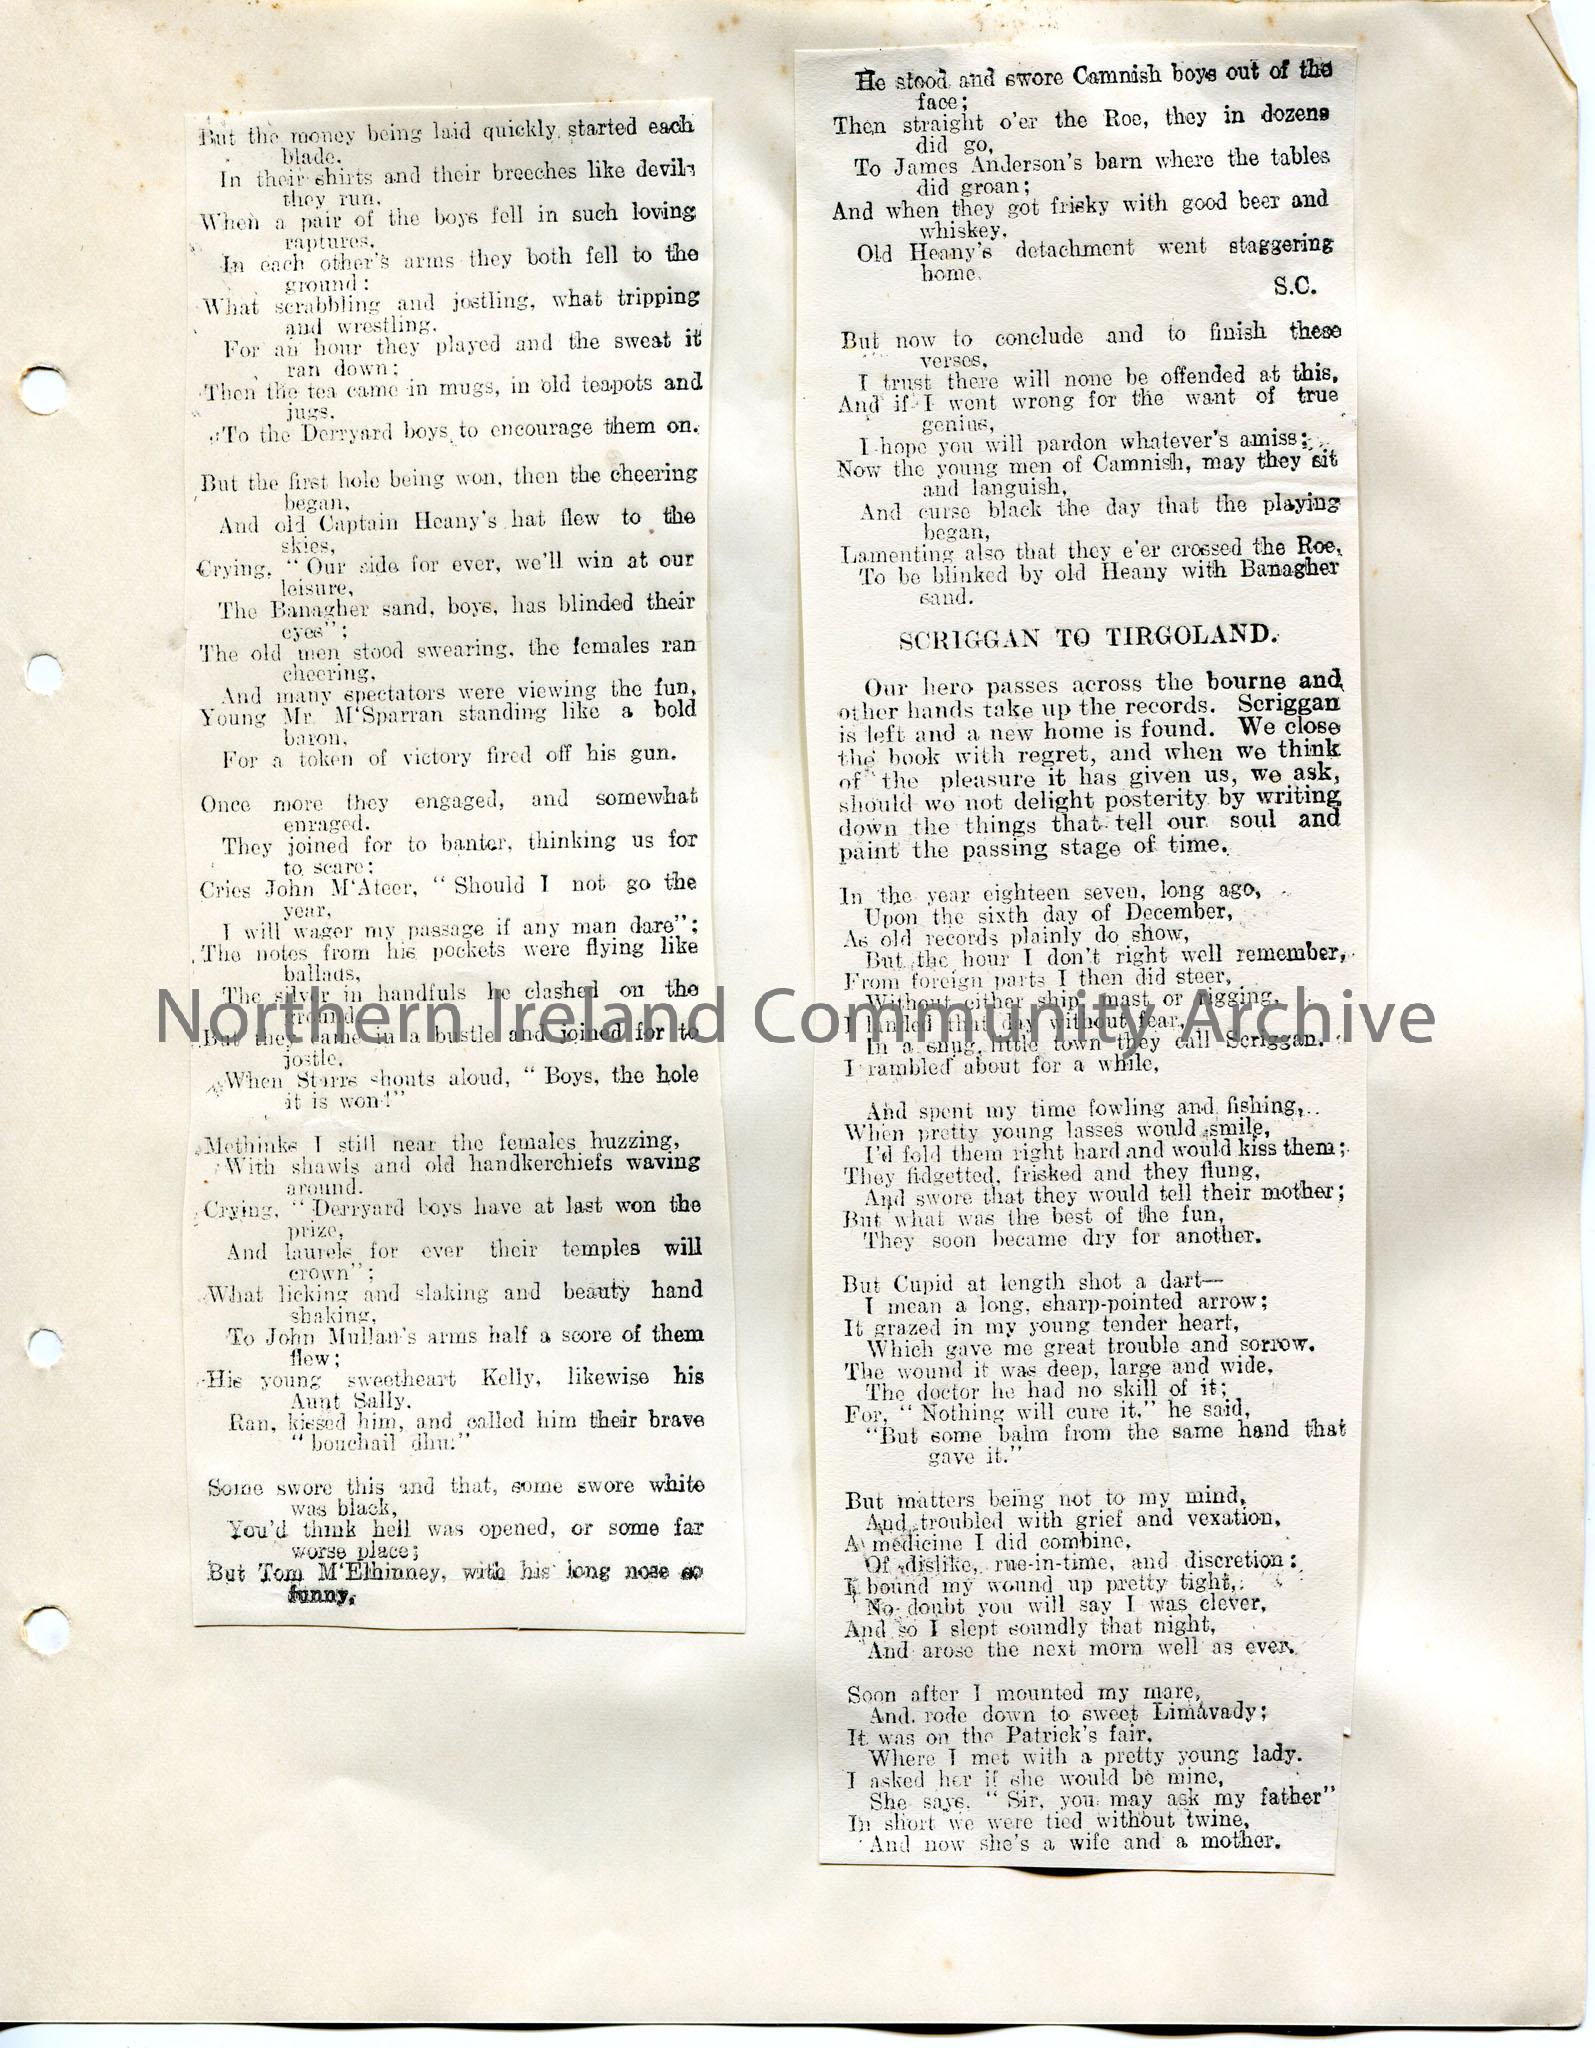 But the money being laid quickly, started each
blade,
In their shirts and their breeches like devils
they run,
When a pair of the boys fell in such loving
raptures,
In each other's arms they both fell to the
ground:
What scrabbling and jostling, what tripping
and wrestling,
For an hour they played and the sweat it
ran down;
Then the tea came in mugs, in old teapots and
jugs,
To the Derryard boys to encourage them on.
But the first hole being won, then the cheering
began,
And old Captain Heany's hat flew to the
skies,
Crying, "Our side for ever, we'll win at our
leisure,
The Banagher sand, boys, has blinded their
eyes";
The old men stood swearing, the females ran
cheering,
And many spectators were viewing the fun,
Young Mr. M'Sparran standing like a bold
baron,
For a token of victory fired off his gun.
Once more they engaged, and somewhat
enraged.
They joined for to banter, thinking us for
to scare;
Cries John M'Ateer, "Should I not go the
year,
I will wager my passage if any man dare";
The notes from his pockets were flying like
ballads,
The silver in handfuls he clashed on the
ground,
But they came in a bustle and joined for to
jostle,
When Starrs shouts aloud, "Boys, the hole
it is won!"
Methinks I still near the females huzzing,
With shawls and old handkerchiefs waving
around.
Crying, "Derryard boys have at last won the
prize,
And laurels for ever their temples will
crown";
What licking and slaking and beauty hand
shaking,
To John Mullan's arms half a score of them
flew;
His young sweetheart Kelly, likewise his
Aunt Sally.
Ran, kissed him, and called him their brave
"bouchail dhu."
Some swore this and that, some swore white
was black,
You'd think hell was opened, or some far
worse place;
But Tom M'Elhinney, with his long nose so
funny,
He stood and swore Camnish boys out of the
face;
Then straight o'er the Roe, they in dozens
did go,
To James Anderson's barn where the tables
did groan;
And when they got frisky with good beer and
whiskey,
Old Heany's detachment went staggering
home.
S.C.
But now to conclude and to finish these
verses,
I trust there will none be offended at this,
And if I went wrong for the want of true
genius,
I hope you will pardon whatever's amiss;
Now the young men of Camnish, may they sit
and languish,
And curse black the day that the playing
began,
Lamenting also that they e'er crossed the Roe,
To be blinked by old Heany with Banagher
sand.
SCRIGGAN TO TIRGOLAND.
Our hero passes across the bourne and
other hands take up the records. Scriggan
is left and a new home is found. We close
the book with regret, and when we think
of the pleasure it has given us, we ask,
should we not delight posterity by writing
down the things that tell our soul and
paint the passing stage of time.
In the year eighteen seven, long ago,
Upon the sixth day of December,
As old records plainly do show,
But the hour I don't right well remember,
From foreign parts I then did steer,
Without either ship, mast or rigging,
I landed that day without fear,
In a snug little town they call Scriggan.
I rambled about for a while,
And spent my time fowling and fishing,
When pretty young lasses would smile,
I'd fold them right hard and would kiss them;
They fidgetted, frisked and they flung,
And swore that they would tell their mother;
But what was the best of the fun,
They soon became dry for another.
But Cupid at length shot a dart—
I mean a long, sharp-pointed arrow;
It grazed in my young tender heart,
Which gave me great trouble and sorrow.
The wound it was deep, large and wide,
The doctor he had no skill of it;
For, "Nothing will cure it," he said,
"But some balm from the same hand that
gave it."
But matters being not to my mind,
And troubled with grief and vexation,
A medicine I did combine,
Of dislike, rue-in-time, and discretion:
I bound my wound up pretty tight,
No doubt you will say I was clever,
And so I slept soundly that night,
And arose the next morn well as ever.
Soon after I mounted my mare,
And rode down to sweet Limavady;
It was on the Patrick's fair,
Where I met with a pretty young lady.
I asked her if she would be mine,
She says, "Sir, you may ask my father"
In short we were tied without twine,
And now she's a wife and a mother.
Northern Ireland Community Archive